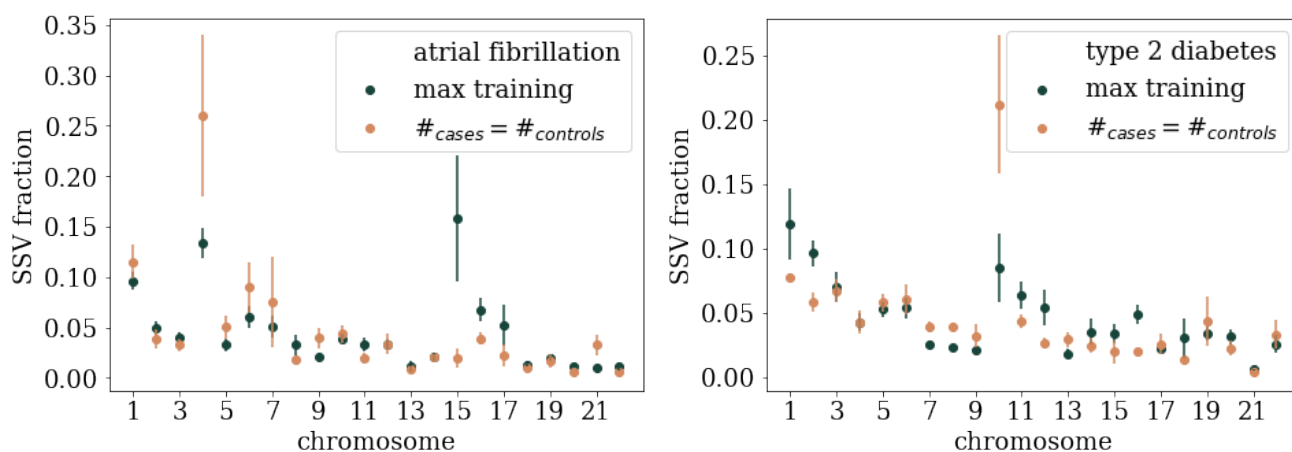 0.35
0.30
0.25
0.20
0.15
0.10
0.05
0.00
SSV fraction
atrial fibrillation
max training
#cases = #controls
1 3 5 7 9 11 13 15 17 19 21
chromosome
0.25
0.20
0.15
0.10
0.05
0.00
SSV fraction
type 2 diabetes
max training
#cases = #controls
1 3 5 7 9 11 13 15 17 19 21
chromosome